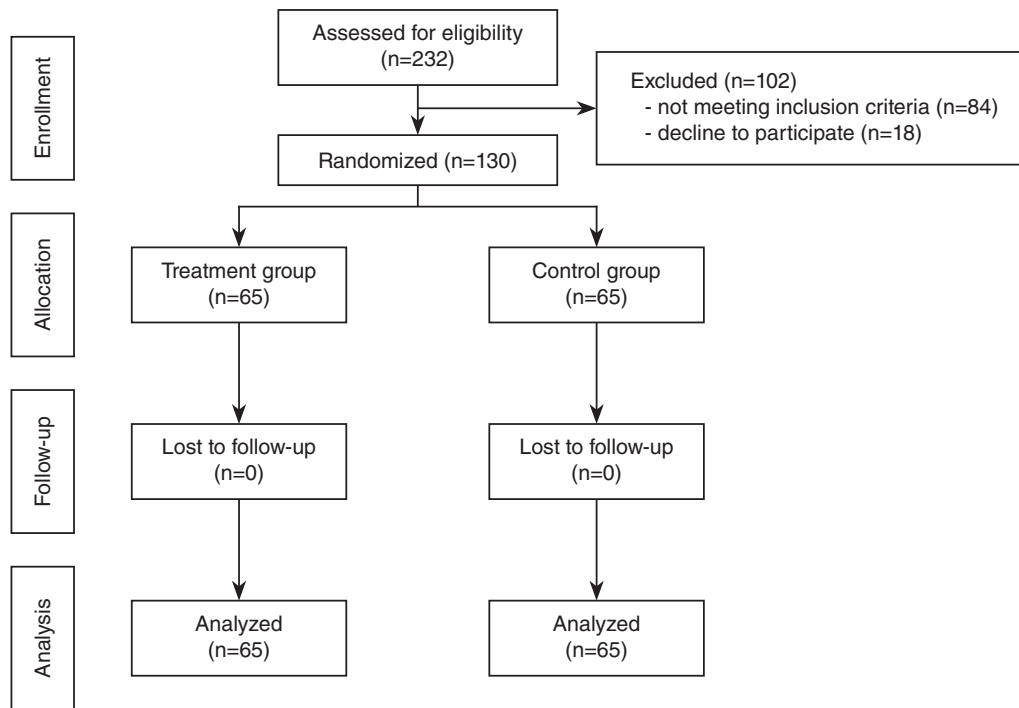 Enrollment
Assessed for eligibility
(n=232)
Excluded (n=102)
- not meeting inclusion criteria (n=84)
- decline to participate (n=18)
Randomized (n=130)
Allocation
Treatment group
(n=65)
Control group
(n=65)
Follow-up
Lost to follow-up
(n=0)
Lost to follow-up
(n=0)
Analysis
Analyzed
(n=65)
Analyzed
(n=65)